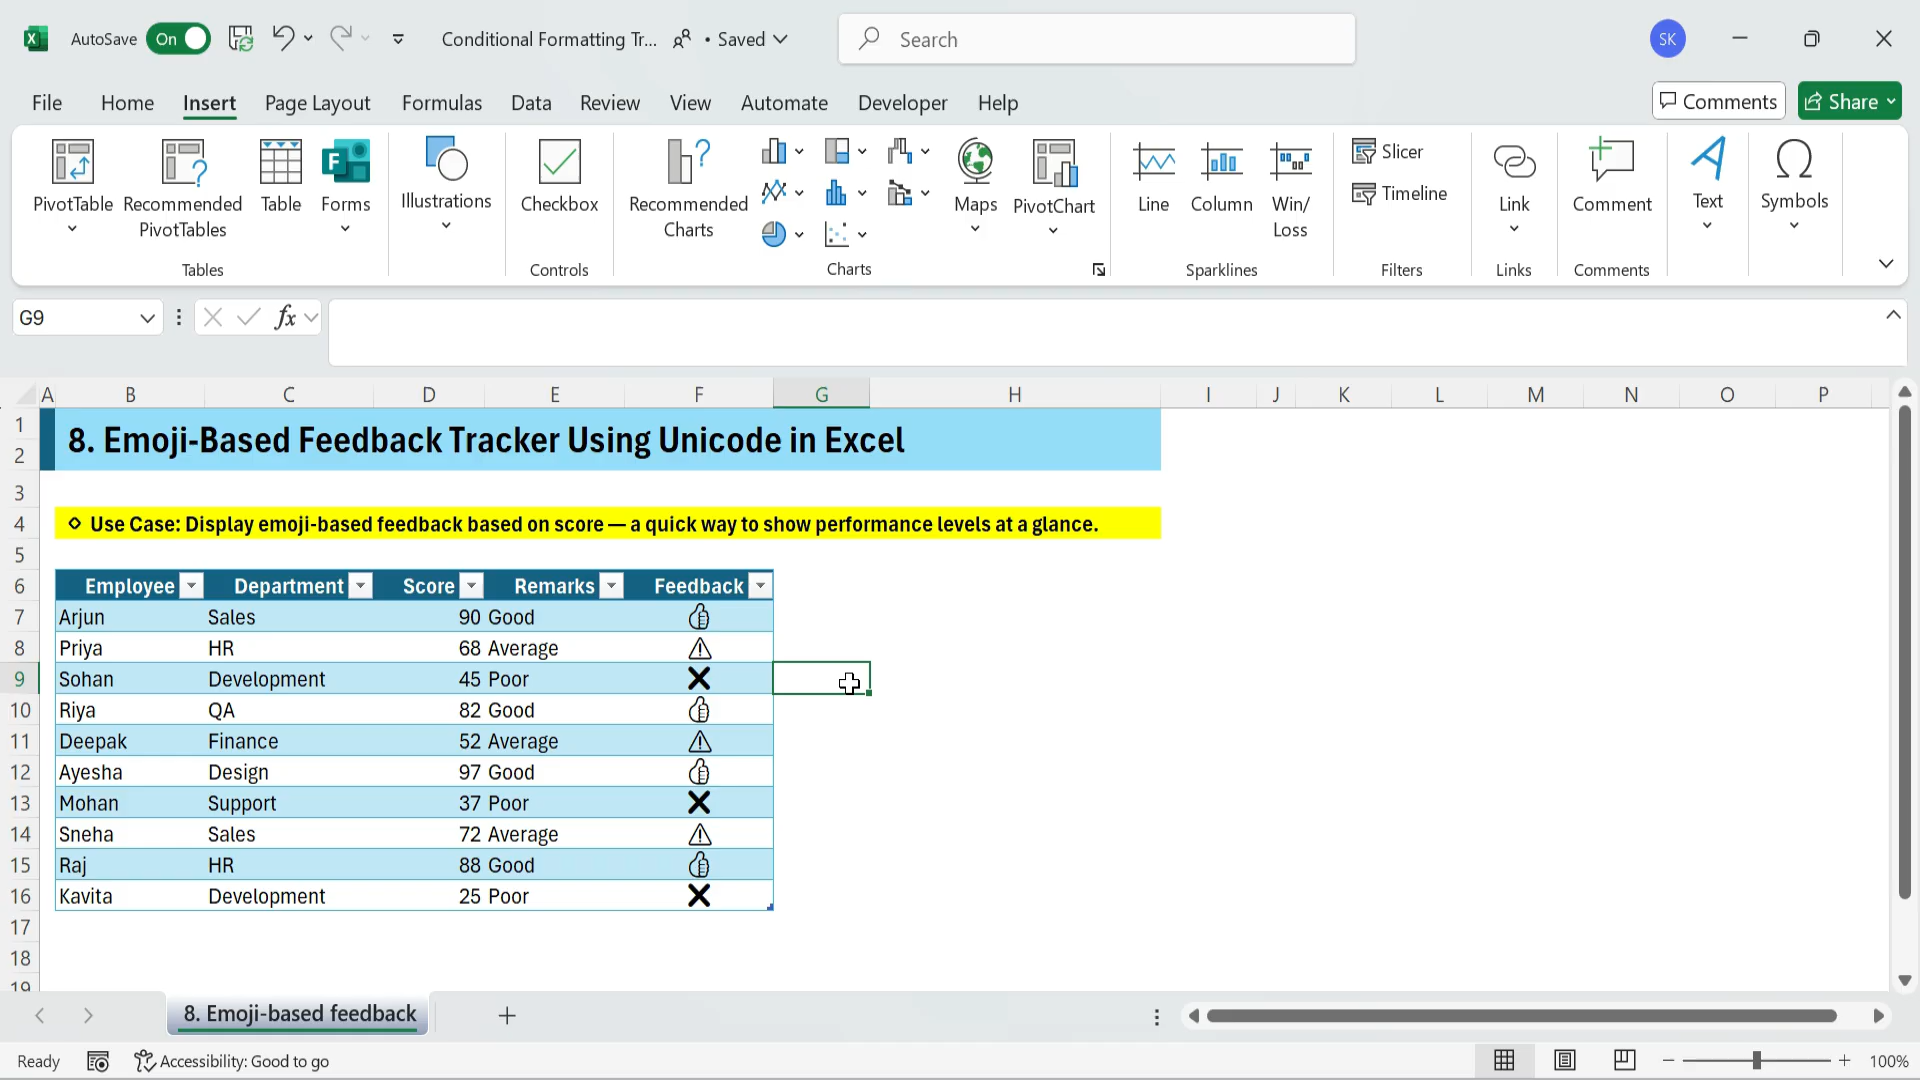 AutoSave On Conditional Formatting Tr... • Saved Search SK
File Home Insert Page Layout Formulas Data Review View Automate Developer Help Comments Share
PivotTable Recommended PivotTables Table Forms
Tables
Illustrations
Checkbox
Controls
Recommended Charts Maps PivotChart
Charts
Line Column Win/ Loss
Sparklines
Slicer
Timeline
Filters
Link
Links
Comment
Comments
Text
Symbols
G9 fx
A B C D E F G H I J K L M N O P
1 8. Emoji-Based Feedback Tracker Using Unicode in Excel
2
3
4 Use Case: Display emoji-based feedback based on score — a quick way to show performance levels at a glance.
5
6 Employee Department Score Remarks Feedback
7 Arjun Sales 90 Good 👍
8 Priya HR 68 Average ⚠
9 Sohan Development 45 Poor ❌
10 Riya QA 82 Good 👍
11 Deepak Finance 52 Average ⚠
12 Ayesha Design 97 Good 👍
13 Mohan Support 37 Poor ❌
14 Sneha Sales 72 Average ⚠
15 Raj HR 88 Good 👍
16 Kavita Development 25 Poor ❌
17
18
19
8. Emoji-based feedback
Ready Accessibility: Good to go 100%